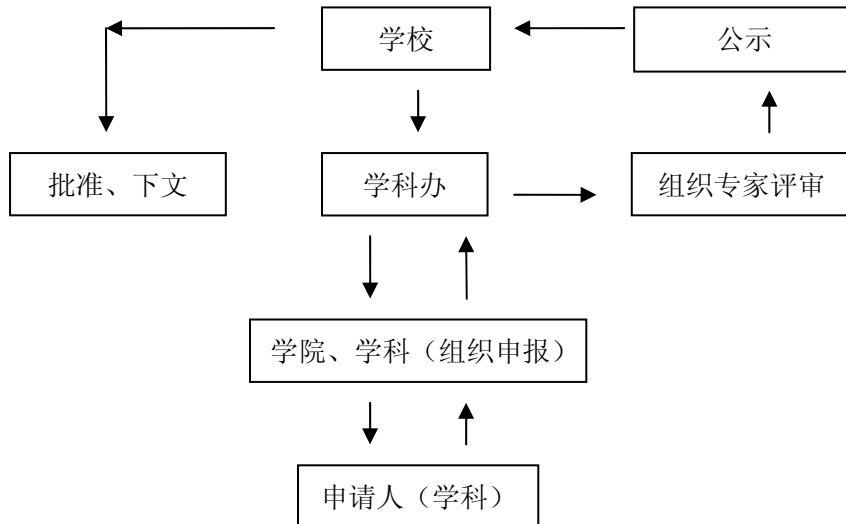 学校
公示
批准、下文
学科办
组织专家评审
学院、学科（组织申报）
申请人（学科）